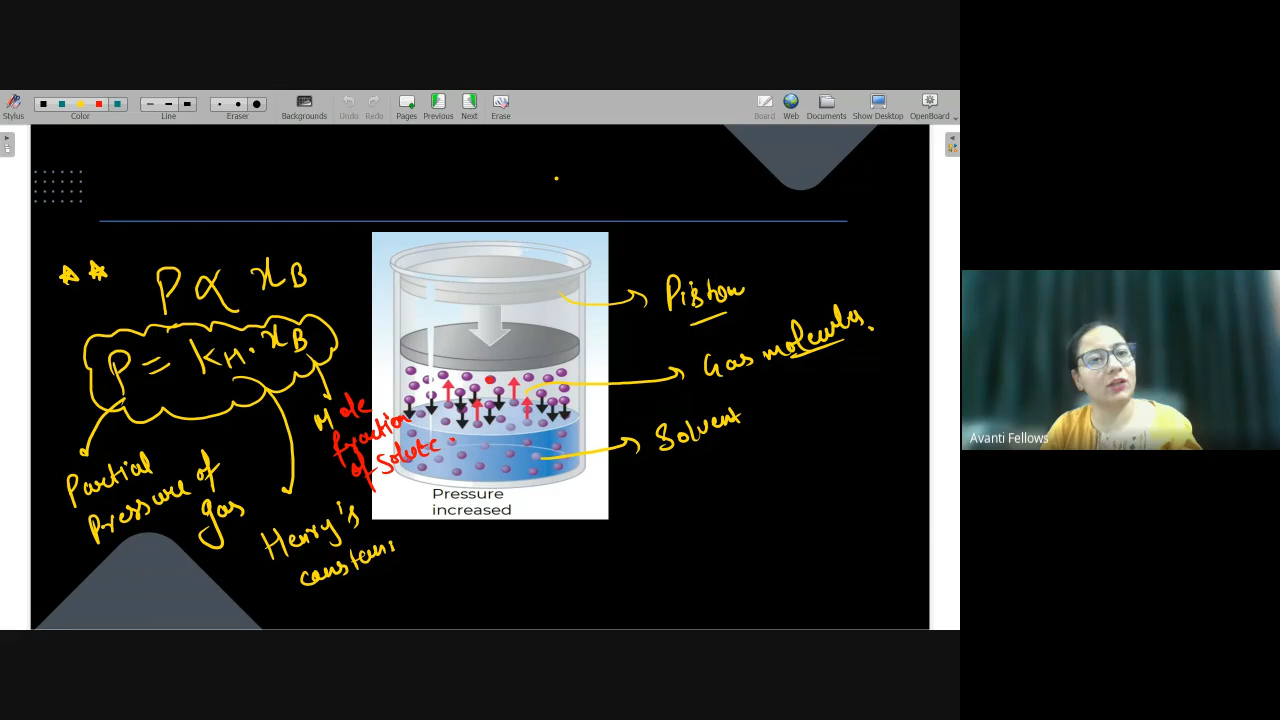 Stylus
Color
Line
Eraser
Backgrounds
Undo
Redo
Pages
Previous
Next
Erase
Board
Web
Documents
Show Desktop
OpenBoard
P ∝ xB
P = KH · xB
Partial
Pressure of
gas
Henry's
Mole
fraction
of Solute
Piston
Gas molecules.
Solvent
Pressure
increased
Avanti Fellows